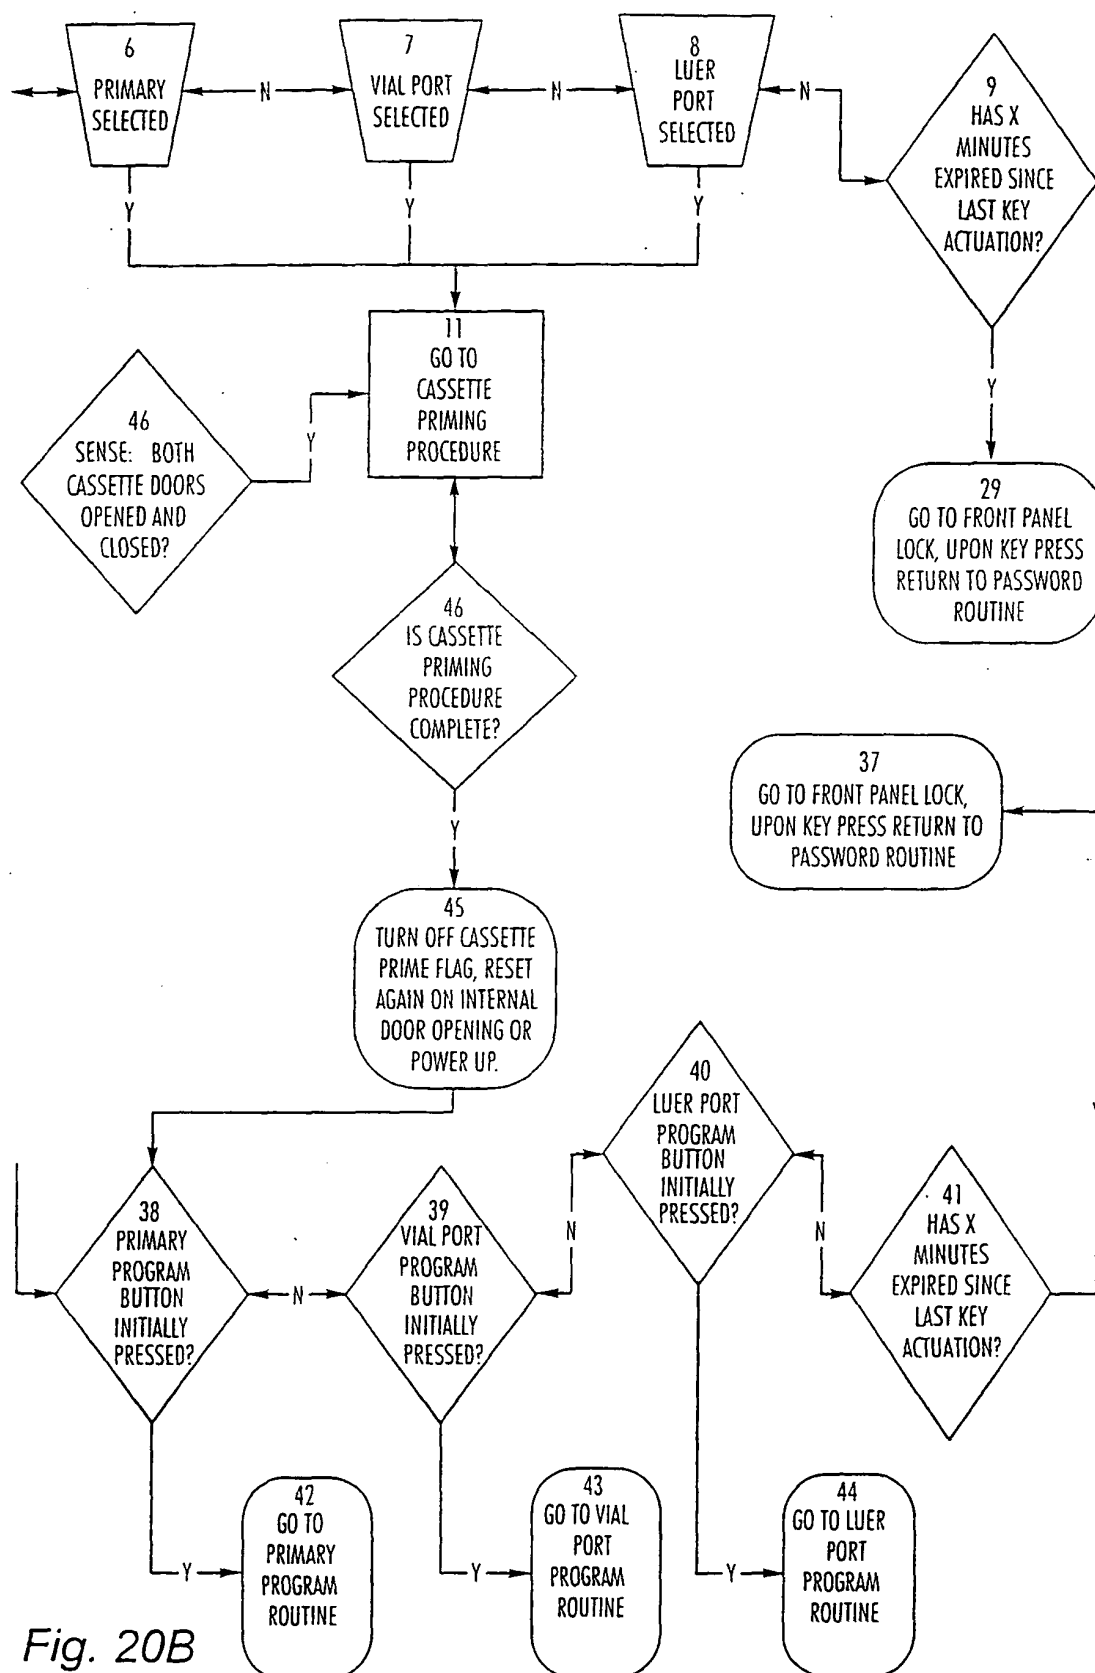 6
PRIMARY
SELECTED
N
7
VIAL PORT
SELECTED
N
8
LUER
PORT
SELECTED
N
9
HAS X
MINUTES
EXPIRED SINCE
LAST KEY
ACTUATION?
Y
Y
Y
Y
11
GO TO
CASSETTE
PRIMING
PROCEDURE
46
SENSE: BOTH
CASSETTE DOORS
OPENED AND
CLOSED?
Y
29
GO TO FRONT PANEL
LOCK, UPON KEY PRESS
RETURN TO PASSWORD
ROUTINE
46
IS CASSETTE
PRIMING
PROCEDURE
COMPLETE?
Y
37
GO TO FRONT PANEL LOCK,
UPON KEY PRESS RETURN TO
PASSWORD ROUTINE
45
TURN OFF CASSETTE
PRIME FLAG, RESET
AGAIN ON INTERNAL
DOOR OPENING OR
POWER UP.
38
PRIMARY
PROGRAM
BUTTON
INITIALLY
PRESSED?
N
39
VIAL PORT
PROGRAM
BUTTON
INITIALLY
PRESSED?
N
40
LUER PORT
PROGRAM
BUTTON
INITIALLY
PRESSED?
N
41
HAS X
MINUTES
EXPIRED SINCE
LAST KEY
ACTUATION?
Y
42
GO TO
PRIMARY
PROGRAM
ROUTINE
Y
43
GO TO VIAL
PORT
PROGRAM
ROUTINE
Y
44
GO TO LUER
PORT
PROGRAM
ROUTINE
Fig. 20B